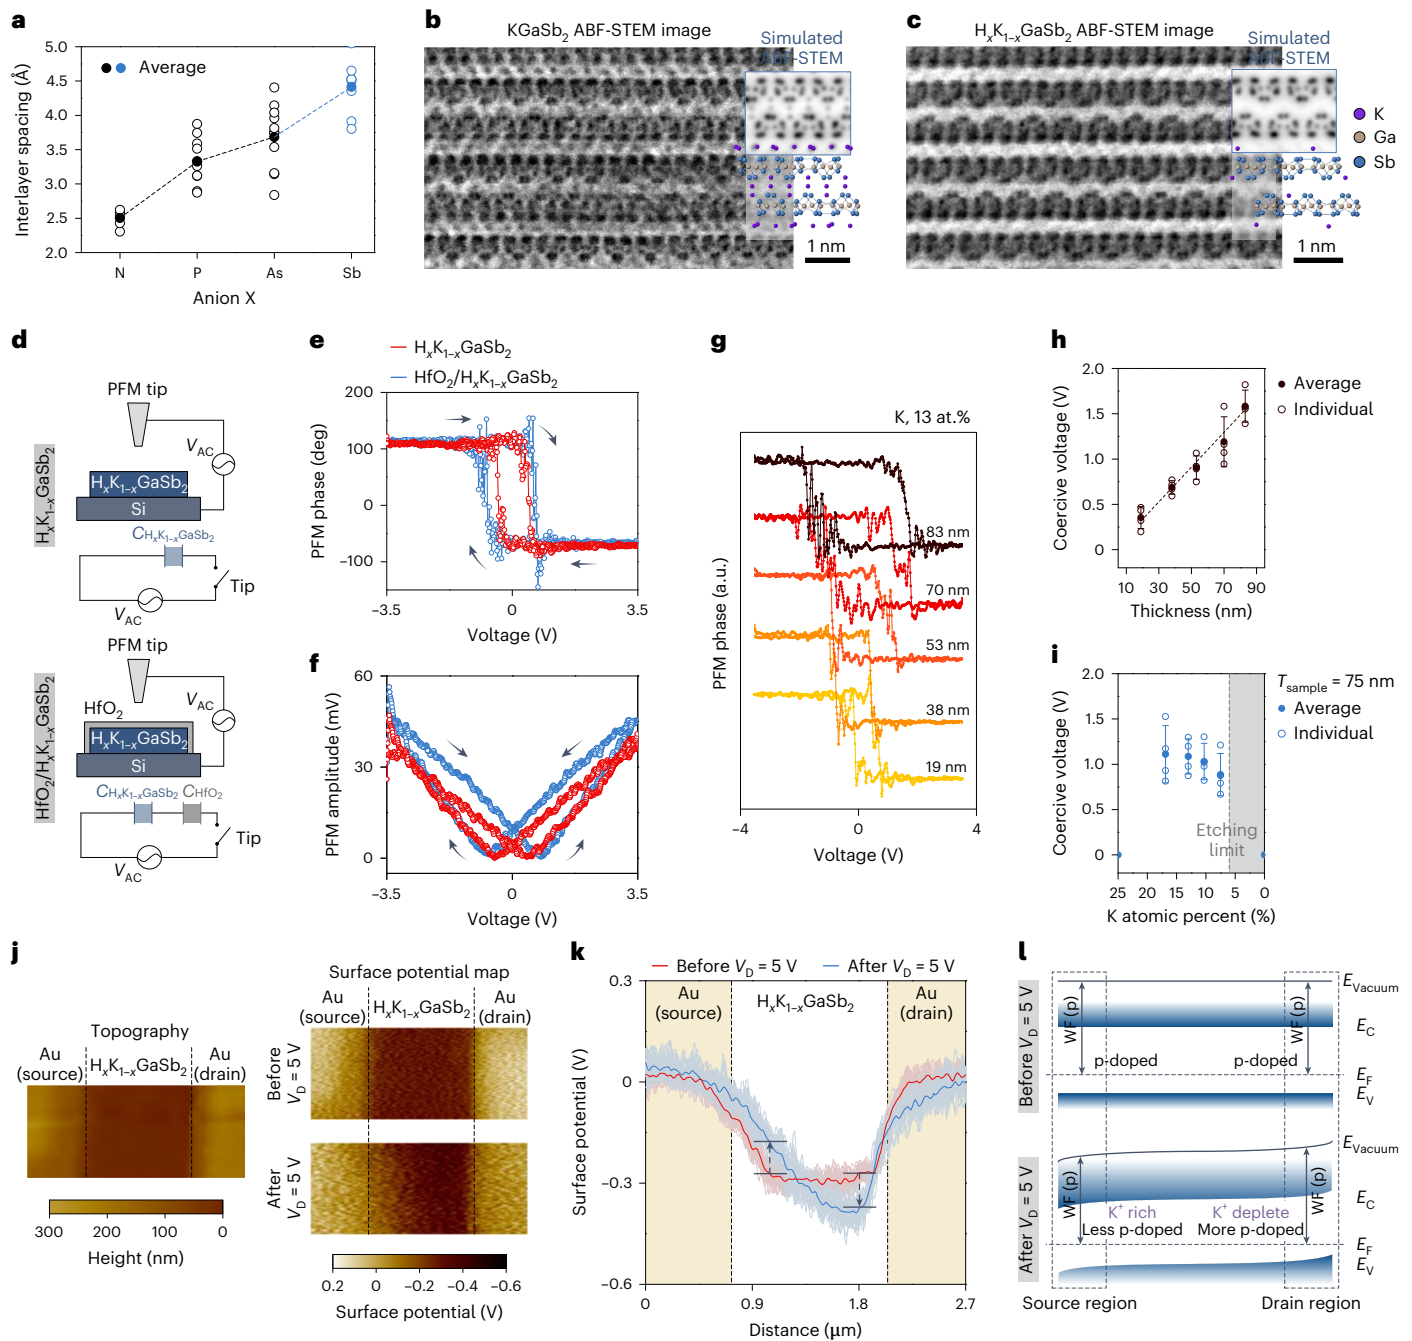 a
5.0
4.5
4.0
3.5
3.0
2.5
2.0
Interlayer spacing (Å)
Average
N P As Sb
Anion X
b
KGaSb2 ABF-STEM image
Simulated
ABF-STEM
1 nm
c
HxK1–xGaSb2 ABF-STEM image
Simulated
ABF-STEM
K
Ga
Sb
1 nm
d
HxK1–xGaSb2
PFM tip
VAC
HxK1–xGaSb2
Si
CHxK1–xGaSb2
Tip
VAC
HfO2/HxK1–xGaSb2
PFM tip
HfO2
VAC
HxK1–xGaSb2
Si
CHxK1–xGaSb2 CHfO2
Tip
VAC
e
HxK1–xGaSb2
HfO2/HxK1–xGaSb2
200
100
0
–100
PFM phase (deg)
–3.5 0 3.5
Voltage (V)
f
60
30
0
PFM amplitude (mV)
–3.5 0 3.5
Voltage (V)
g
K, 13 at.%
83 nm
70 nm
53 nm
38 nm
19 nm
PFM phase (a.u.)
–4 0 4
Voltage (V)
h
2.0
1.5
1.0
0.5
0
Coercive voltage (V)
Average
Individual
10 30 50 70 90
Thickness (nm)
i
2.0
1.5
1.0
0.5
0
Coercive voltage (V)
Tsample = 75 nm
Average
Individual
Etching
limit
25 20 15 10 5 0
K atomic percent (%)
j
Topography
Au
(source)
HxK1–xGaSb2
Au
(drain)
300 200 100 0
Height (nm)
Surface potential map
Au
(source)
HxK1–xGaSb2
Au
(drain)
Before
VD = 5 V
After
VD = 5 V
0.2 0 –0.2 –0.4 –0.6
Surface potential (V)
k
Before VD = 5 V After VD = 5 V
0.3
0
–0.3
–0.6
Surface potential (V)
Au
(source)
HxK1–xGaSb2
Au
(drain)
0 0.9 1.8 2.7
Distance (μm)
l
Before VD = 5 V
WF (p)
WF (p)
EVacuum
EC
p-doped p-doped
EF
EV
After VD = 5 V
WF (p)
WF (p)
EVacuum
EC
K+ rich K+ deplete
Less p-doped More p-doped
EF
EV
Source region Drain region